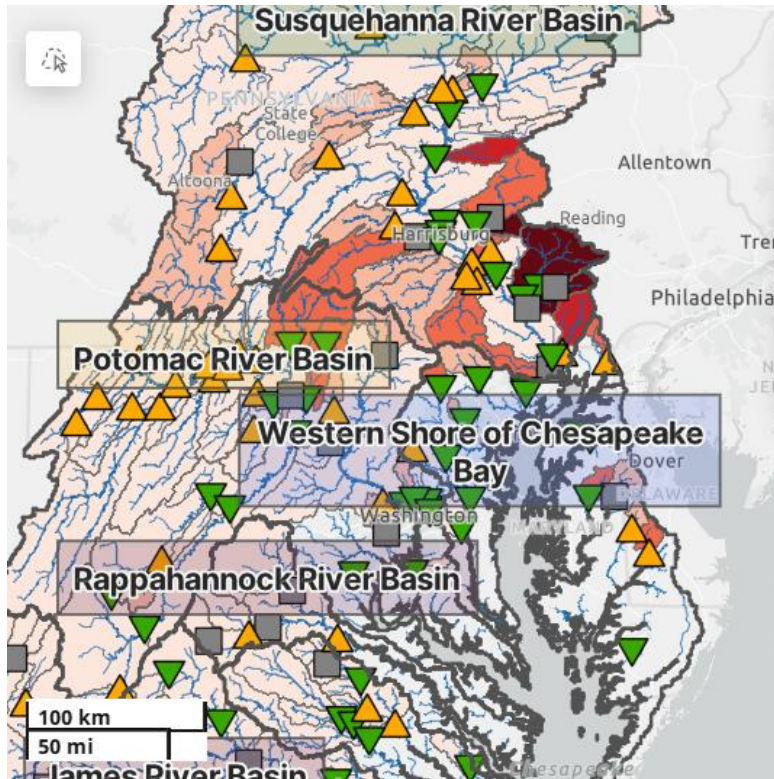 Susquehanna River Basin
PENNSYLVANIA
State
College
Allentown
Altoona
Reading
Harrisburg
Philadelphia
Potomac River Basin
Western Shore of Chesapeake
Bay
Dover
DELAWARE
Washington
MARYLAND
Rappahannock River Basin
100 km
50 mi
James River Basin